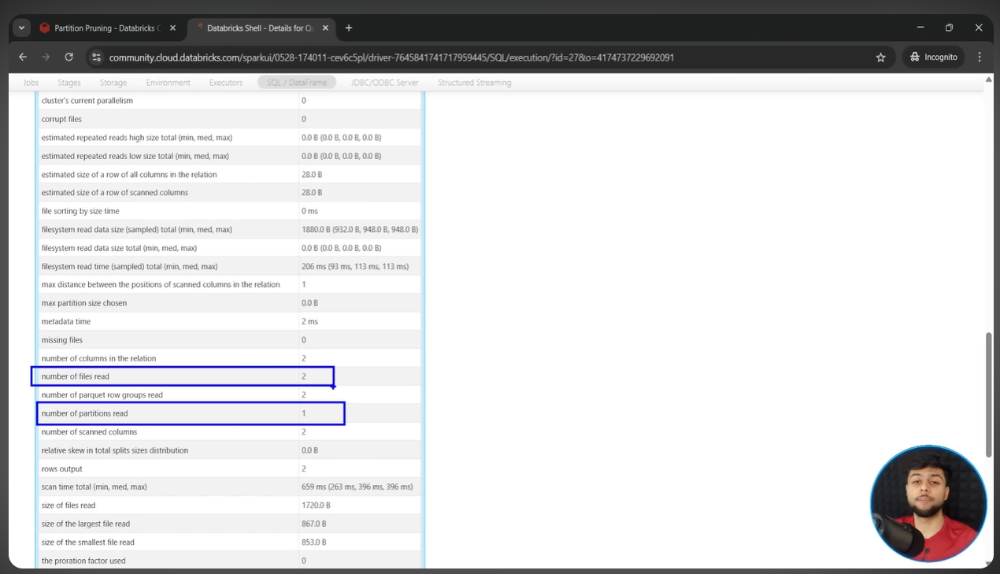 Partition Pruning - Databricks C
Databricks Shell - Details for Qu
community.cloud.databricks.com/sparkui/0528-174011-cev6c5pl/driver-7645841741717959445/SQL/execution/?id=27&o=4174737229692091
Incognito
Jobs Stages Storage Environment Executors SQL / DataFrame JDBC/ODBC Server Structured Streaming
cluster's current parallelism 0
corrupt files 0
estimated repeated reads high size total (min, med, max) 0.0 B (0.0 B, 0.0 B, 0.0 B)
estimated repeated reads low size total (min, med, max) 0.0 B (0.0 B, 0.0 B, 0.0 B)
estimated size of a row of all columns in the relation 28.0 B
estimated size of a row of scanned columns 28.0 B
file sorting by size time 0 ms
filesystem read data size (sampled) total (min, med, max) 1880.0 B (932.0 B, 948.0 B, 948.0 B)
filesystem read data size total (min, med, max) 0.0 B (0.0 B, 0.0 B, 0.0 B)
filesystem read time (sampled) total (min, med, max) 206 ms (93 ms, 113 ms, 113 ms)
max distance between the positions of scanned columns in the relation 1
max partition size chosen 0.0 B
metadata time 2 ms
missing files 0
number of columns in the relation 2
number of files read 2
number of parquet row groups read 2
number of partitions read 1
number of scanned columns 2
relative skew in total splits sizes distribution 0.0 B
rows output 2
scan time total (min, med, max) 659 ms (263 ms, 396 ms, 396 ms)
size of files read 1720.0 B
size of the largest file read 867.0 B
size of the smallest file read 853.0 B
the proration factor used 0